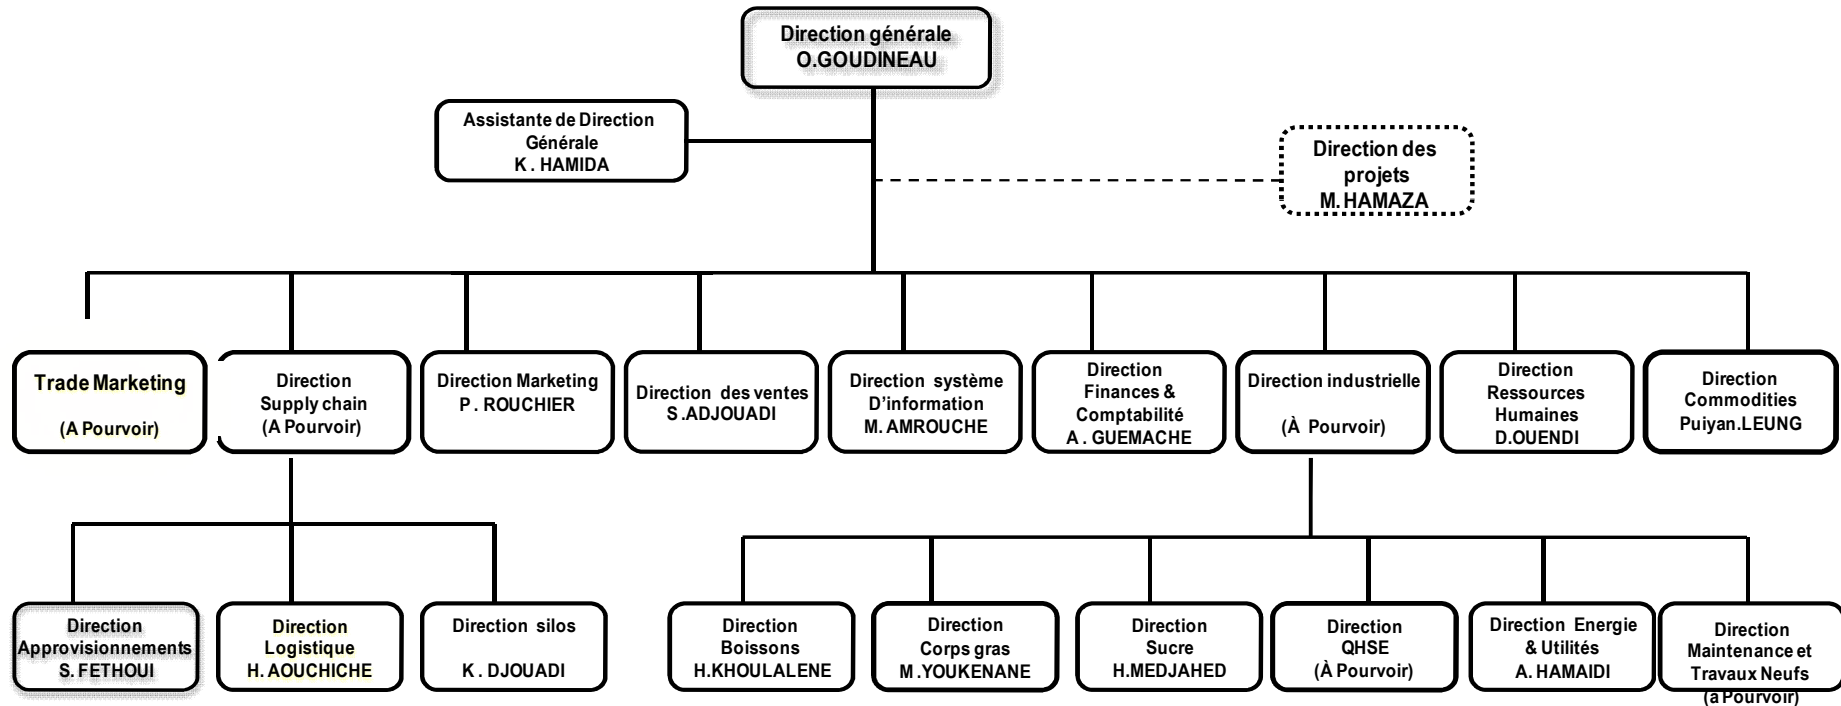 Direction générale
O.GOUDINEAU
Assistante de Direction
Générale
K . HAMIDA
Direction des
projets
M. HAMAZA
Trade Marketing
(A Pourvoir)
Direction
Supply chain
(A Pourvoir)
Direction Marketing
P . ROUCHIER
Direction des ventes
S .ADJOUADI
Direction système
D'information
M. AMROUCHE
Direction
Finances &
Comptabilité
A . GUEMACHE
Direction industrielle
(À Pourvoir)
Direction
Ressources
Humaines
D.OUENDI
Direction
Commodities
Puiyan.LEUNG
Direction
Approvisionnements
S. FETHOUI
Direction
Logistique
H. AOUCHICHE
Direction silos
K . DJOUADI
Direction
Boissons
H.KHOULALENE
Direction
Corps gras
M .YOUKENANE
Direction
Sucre
H.MEDJAHED
Direction
QHSE
(À Pourvoir)
Direction Energie
& Utilités
A. HAMAIDI
Direction
Maintenance et
Travaux Neufs
(a Pourvoir)